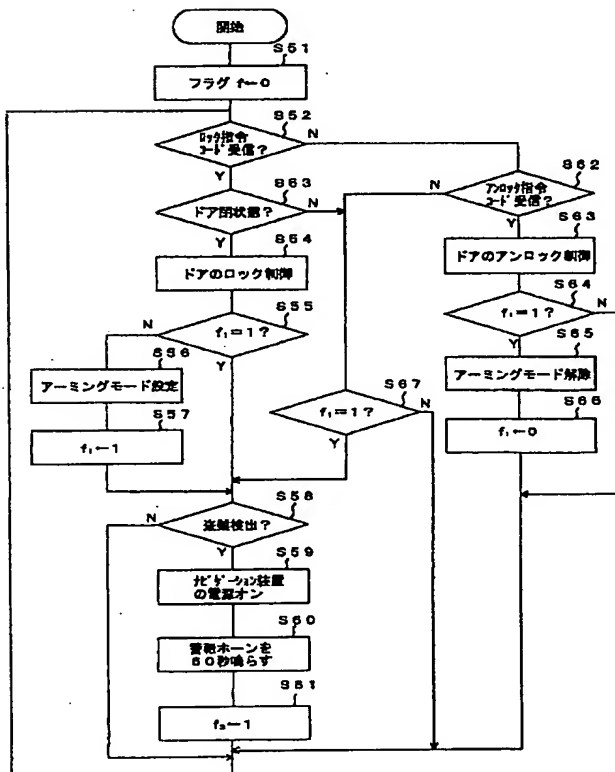 開始
S51
フラグ f←0
S52
ロック指令
コード受信?
N
Y
S62
アンロック指令
コード受信?
N
Y
S63
ドア閉状態?
N
Y
S63
ドアのアンロック制御
S54
ドアのロック制御
S64
f₁=1?
N
Y
S55
f₁=1?
N
Y
S65
アーミングモード解除
S56
アーミングモード設定
S66
f₁←0
S67
f₁=1?
N
Y
S57
f₁←1
S58
盗難検出?
N
Y
S59
ナビゲーション装置
の電源オン
S60
警報ホーンを
60秒鳴らす
S61
f₂←1